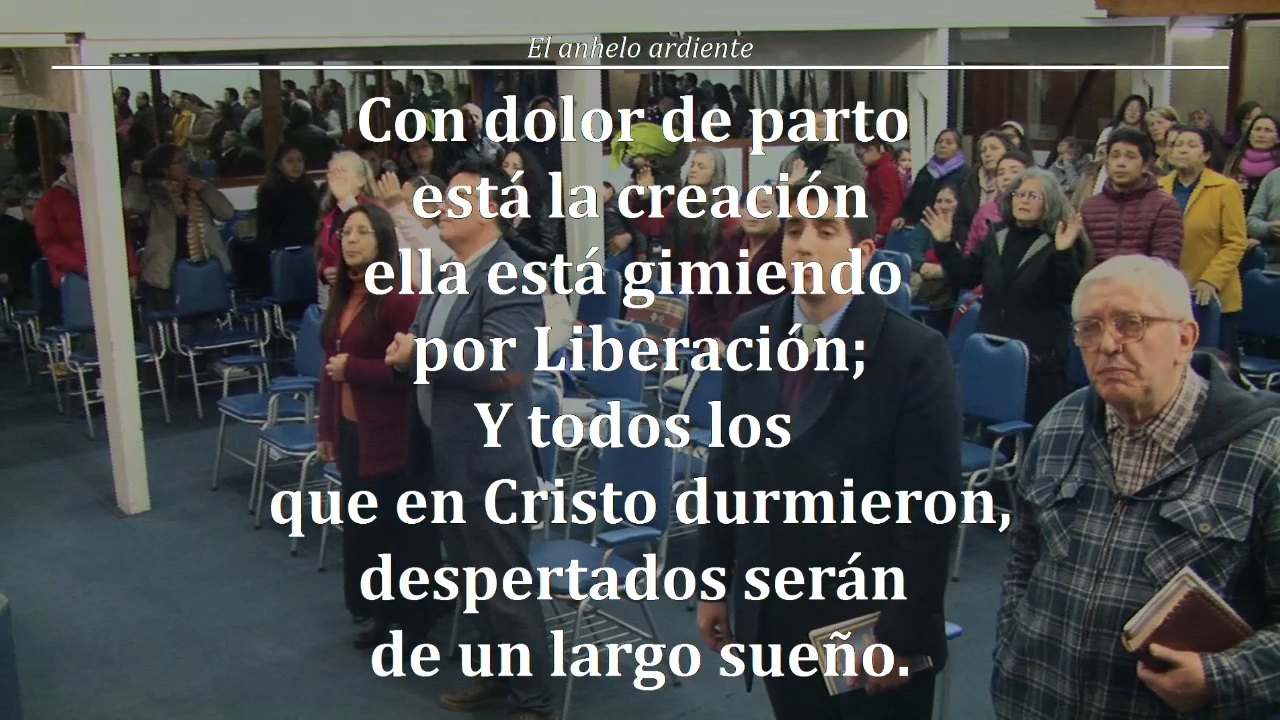 El anhelo ardiente
Con dolor de parto
está la creación
ella está gimiendo
por Liberación;
Y todos los
que en Cristo durmieron,
despertados serán
de un largo sueño.